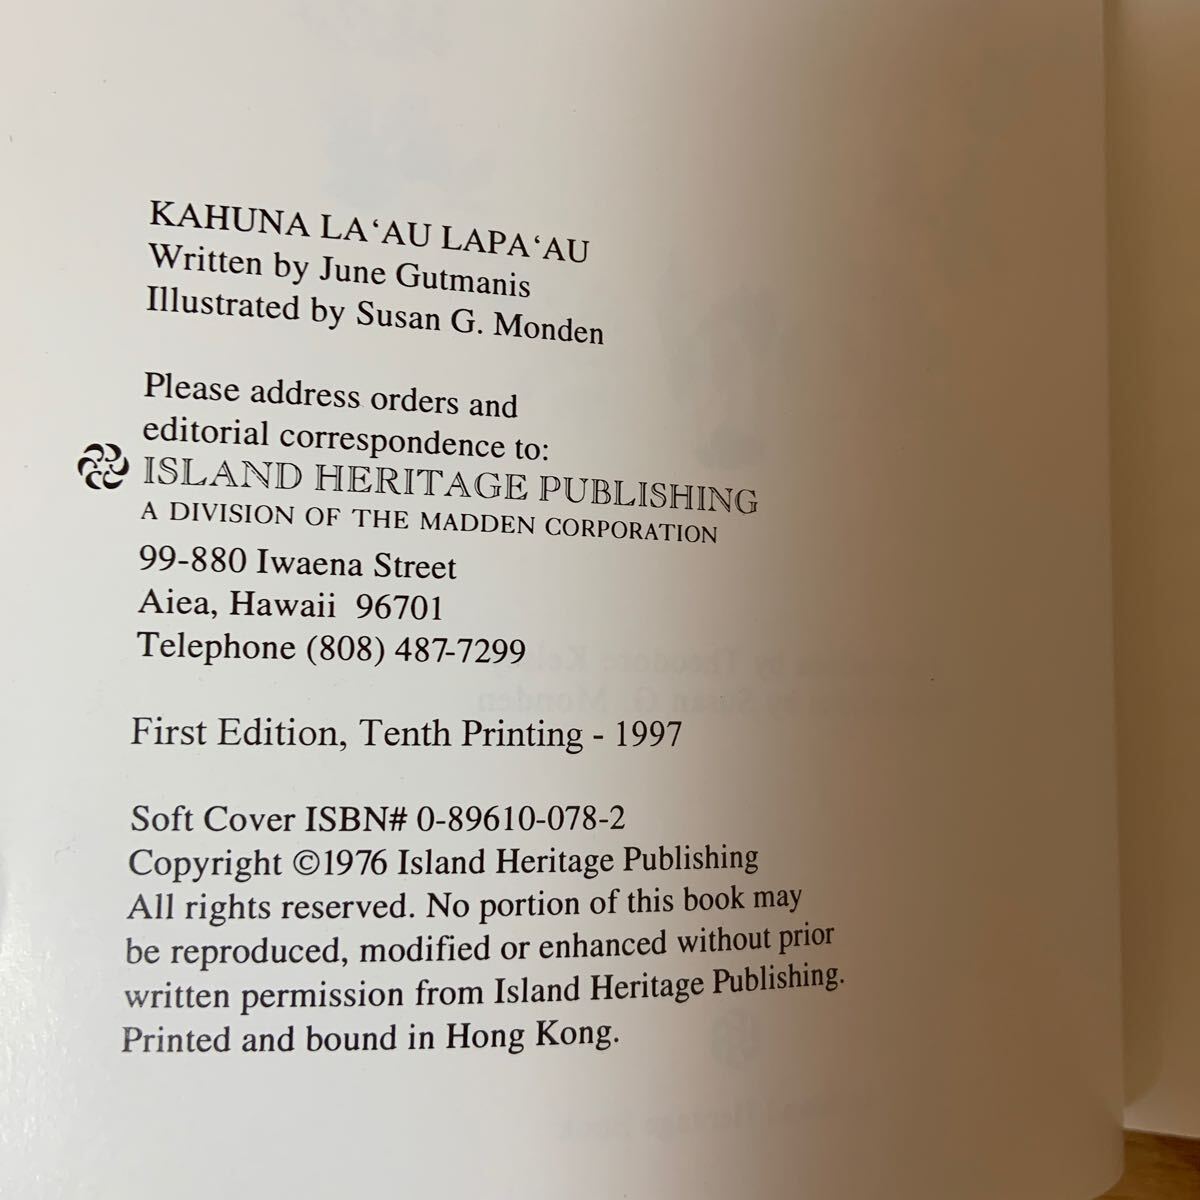 KAHUNA LA‘AU LAPA‘AU
Written by June Gutmanis
Illustrated by Susan G. Monden
Please address orders and
editorial correspondence to:
ISLAND HERITAGE PUBLISHING
A DIVISION OF THE MADDEN CORPORATION
99-880 Iwaena Street
Aiea, Hawaii 96701
Telephone (808) 487-7299
First Edition, Tenth Printing - 1997
Soft Cover ISBN# 0-89610-078-2
Copyright ©1976 Island Heritage Publishing
All rights reserved. No portion of this book may
be reproduced, modified or enhanced without prior
written permission from Island Heritage Publishing.
Printed and bound in Hong Kong.